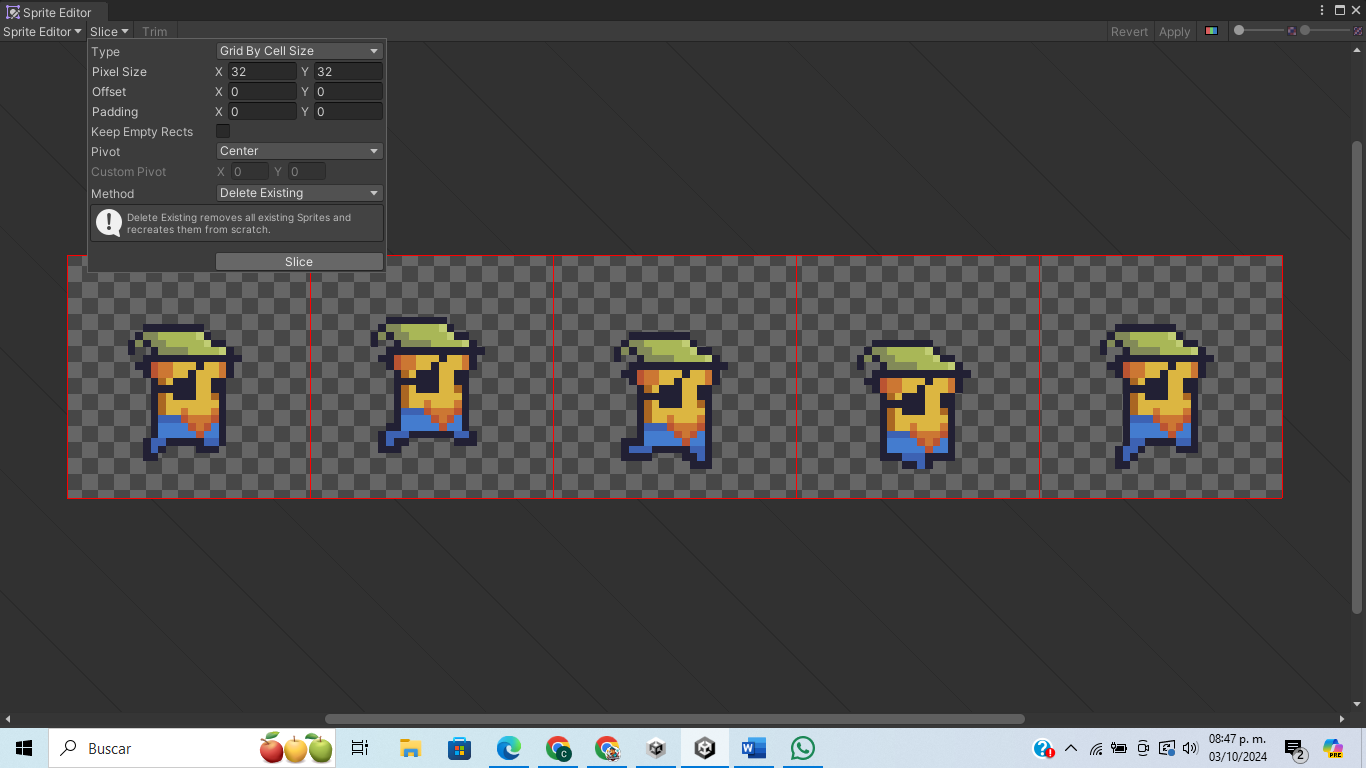 Sprite Editor
Sprite Editor Slice Trim Revert Apply
Type Grid By Cell Size
Pixel Size X 32 Y 32
Offset X 0 Y 0
Padding X 0 Y 0
Keep Empty Rects
Pivot Center
Custom Pivot X 0 Y 0
Method Delete Existing
Delete Existing removes all existing Sprites and
recreates them from scratch.
Slice
Buscar
08:47 p. m.
03/10/2024
2
PRE
C